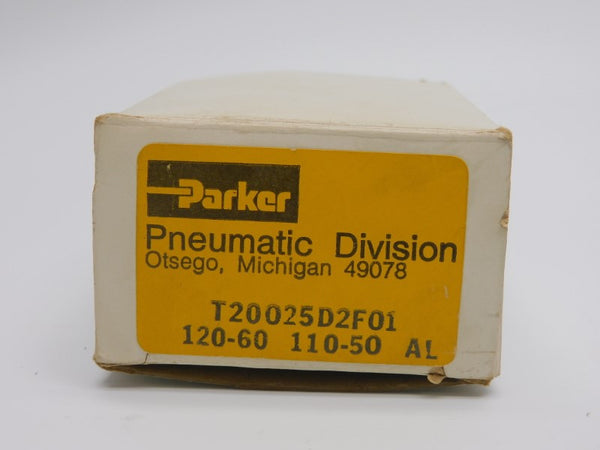 Parker
Pneumatic Division
Otsego, Michigan 49078
T20025D2F01
120-60 110-50 AL